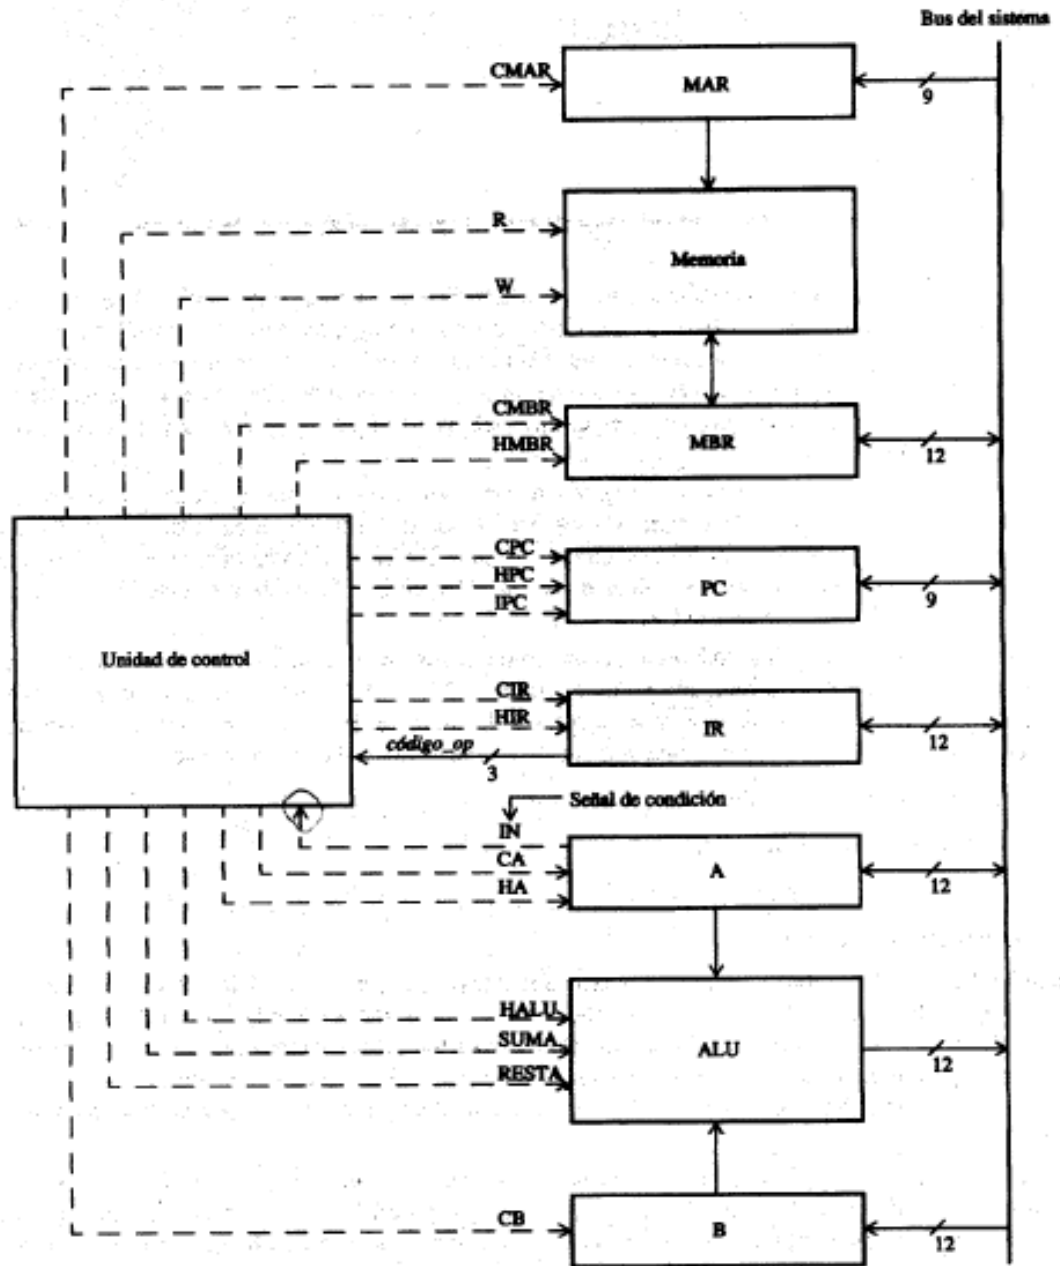 Bus del sistema
CMAR
MAR
9
R
Memoria
W
CMBR
MBR
HMBR
12
CPC
HPC
PC
IPC
9
Unidad de control
CIR
IR
HIR
código_op
12
3
Señal de condición
IN
CA
A
HA
12
HALU
SUMA
ALU
RESTA
12
CB
B
12